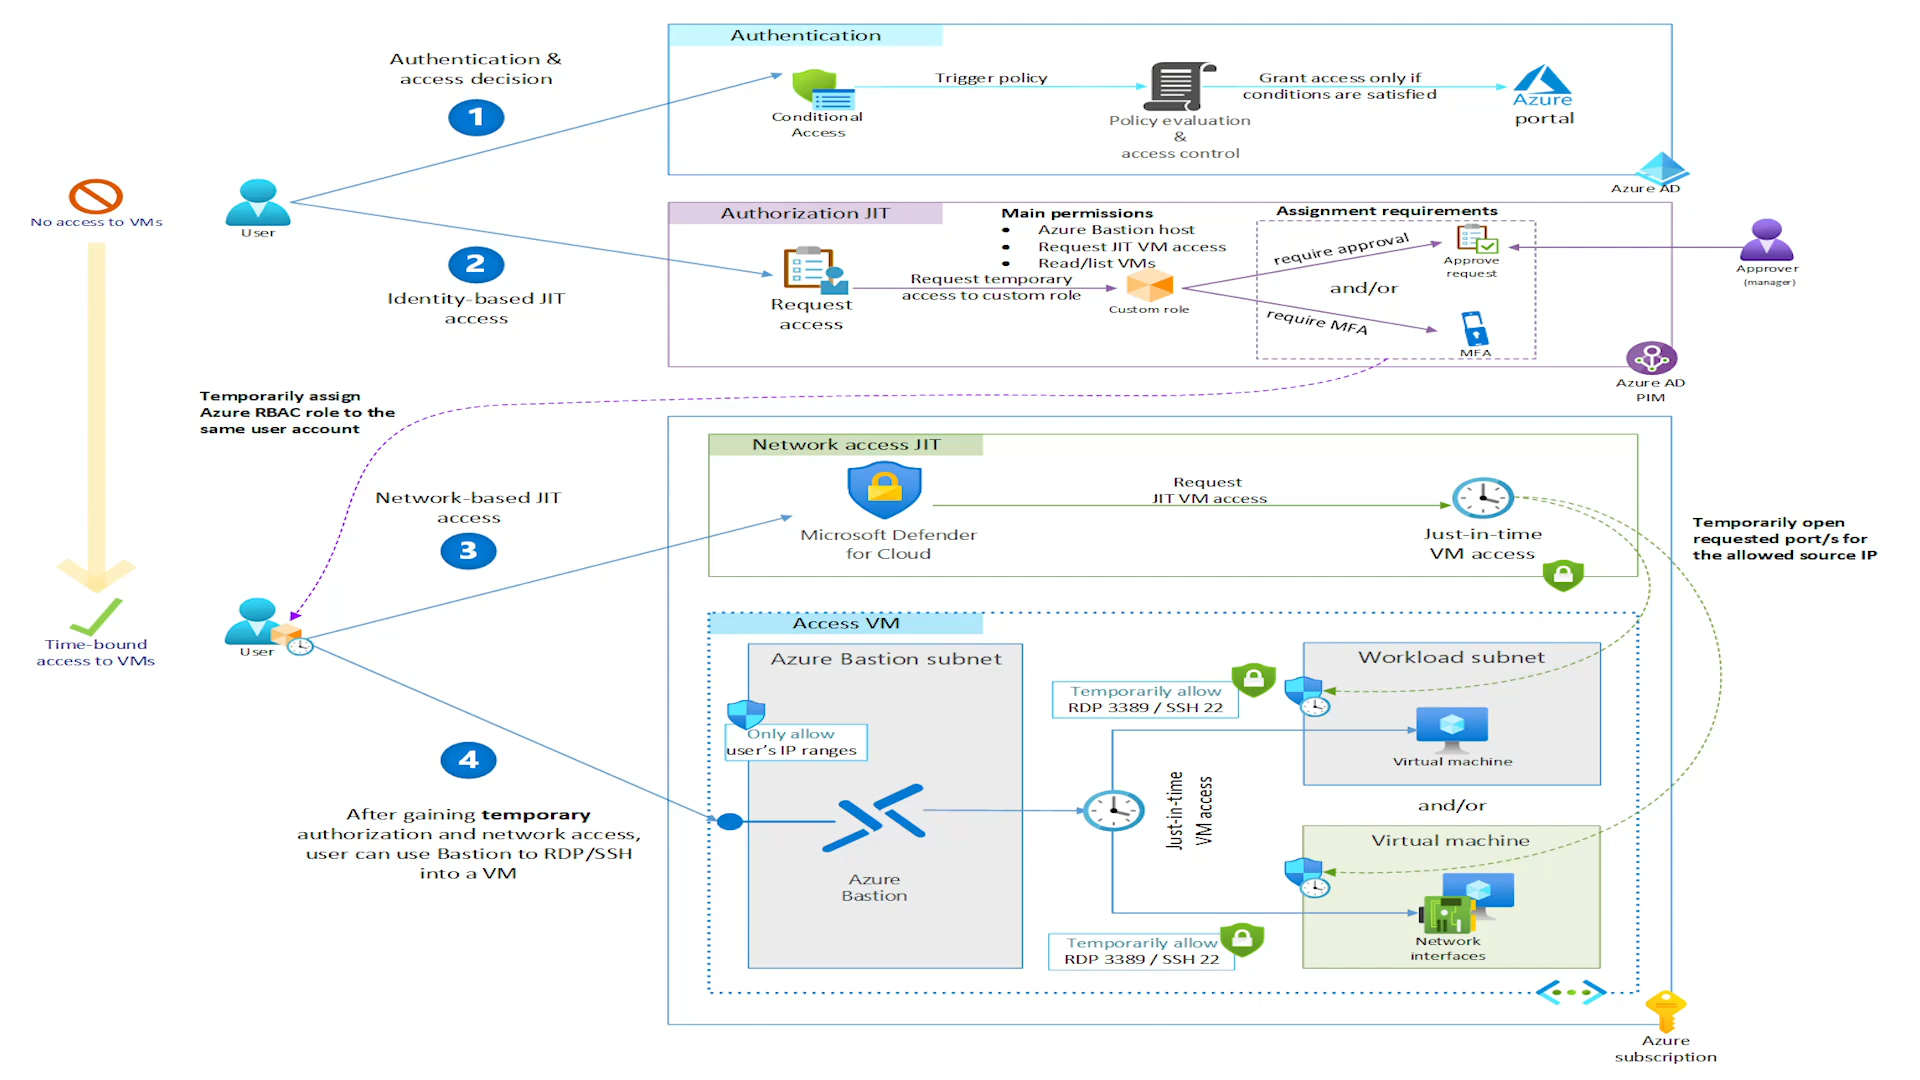 Authentication
Authentication &
access decision
1
Trigger policy
Grant access only if
conditions are satisfied
Conditional
Access
Policy evaluation
&
access control
Azure
portal
Azure AD
No access to VMs
User
Authorization JIT
Main permissions
• Azure Bastion host
• Request JIT VM access
• Read/list VMs
Assignment requirements
2
Identity-based JIT
access
Request
access
Request temporary
access to custom role
Custom role
require approval
and/or
require MFA
Approve
request
MFA
Approver
(manager)
Azure AD
PIM
Temporarily assign
Azure RBAC role to the
same user account
Network access JIT
Network-based JIT
access
3
Microsoft Defender
for Cloud
Request
JIT VM access
Just-in-time
VM access
Temporarily open
requested port/s for
the allowed source IP
Time-bound
access to VMs
User
Access VM
Azure Bastion subnet
Only allow
user's IP ranges
Temporarily allow
RDP 3389 / SSH 22
Workload subnet
Virtual machine
4
After gaining temporary
authorization and network access,
user can use Bastion to RDP/SSH
into a VM
Azure
Bastion
Just-in-time
VM access
and/or
Virtual machine
Temporarily allow
RDP 3389 / SSH 22
Network
interfaces
Azure
subscription